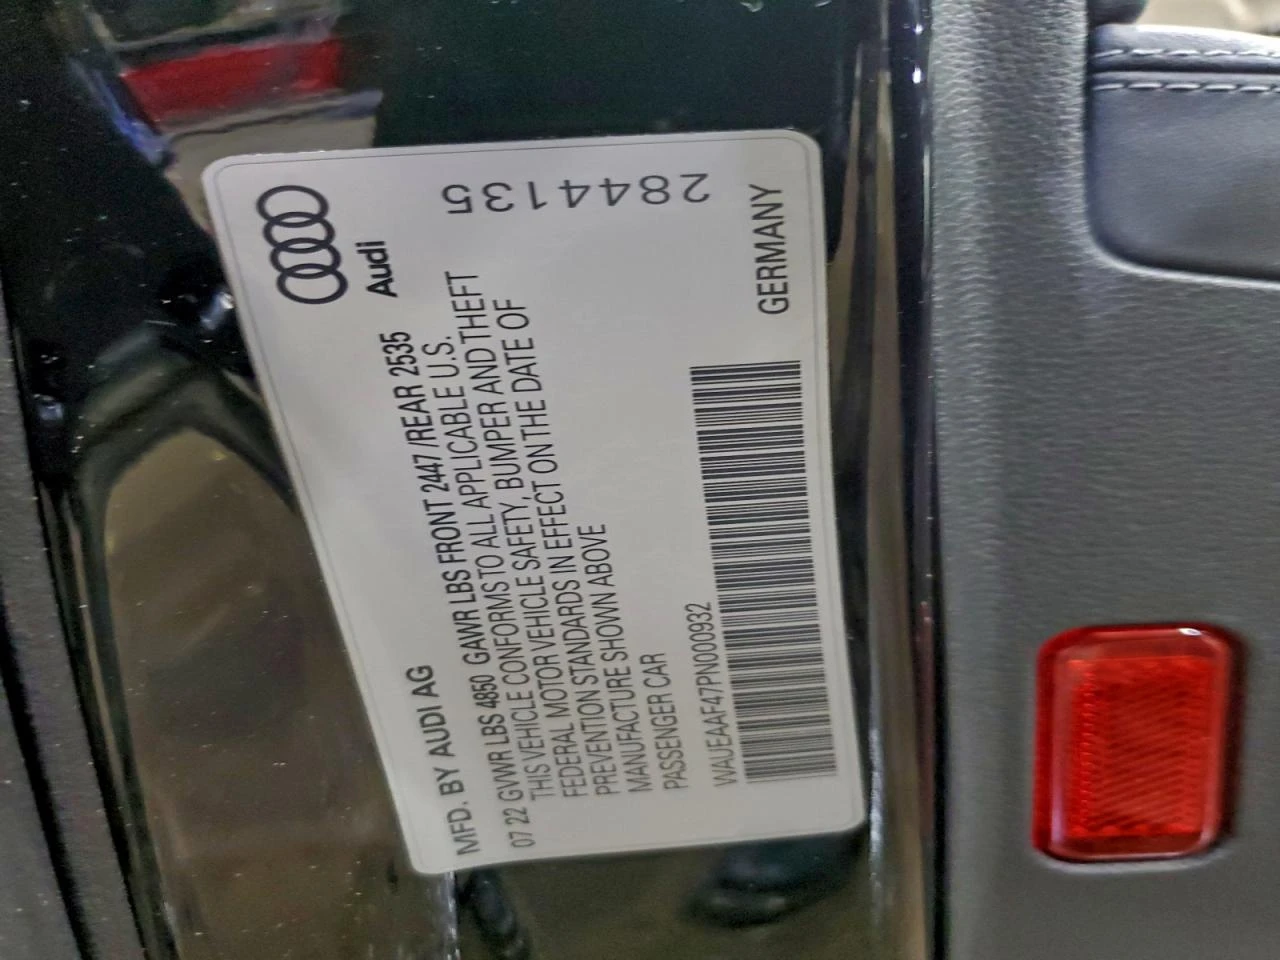 Audi
MFD. BY AUDI AG
07 22 GVWR LBS 4850 GAWR LBS FRONT 2447/REAR 2535
THIS VEHICLE CONFORMS TO ALL APPLICABLE U.S.
FEDERAL MOTOR VEHICLE SAFETY, BUMPER AND THEFT
PREVENTION STANDARDS IN EFFECT ON THE DATE OF
MANUFACTURE SHOWN ABOVE
PASSENGER CAR
WAUEAAF47PN000932
GERMANY
2844135